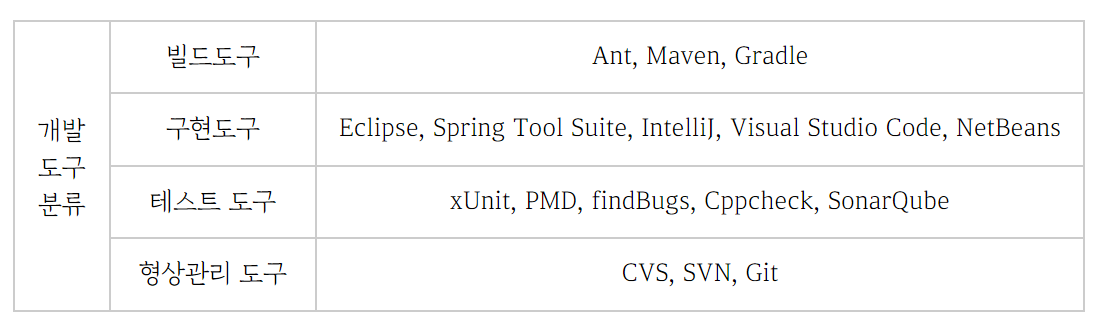 개발
도구
분류
빌드도구
Ant, Maven, Gradle
구현도구
Eclipse, Spring Tool Suite, IntelliJ, Visual Studio Code, NetBeans
테스트 도구
xUnit, PMD, findBugs, Cppcheck, SonarQube
형상관리 도구
CVS, SVN, Git